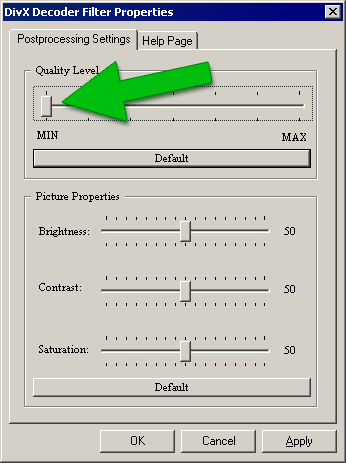 DivX Decoder Filter Properties
Postprocessing Settings Help Page
Quality Level
MIN MAX
Default
Picture Properties
Brightness: 50
Contrast: 50
Saturation: 50
Default
OK Cancel Apply